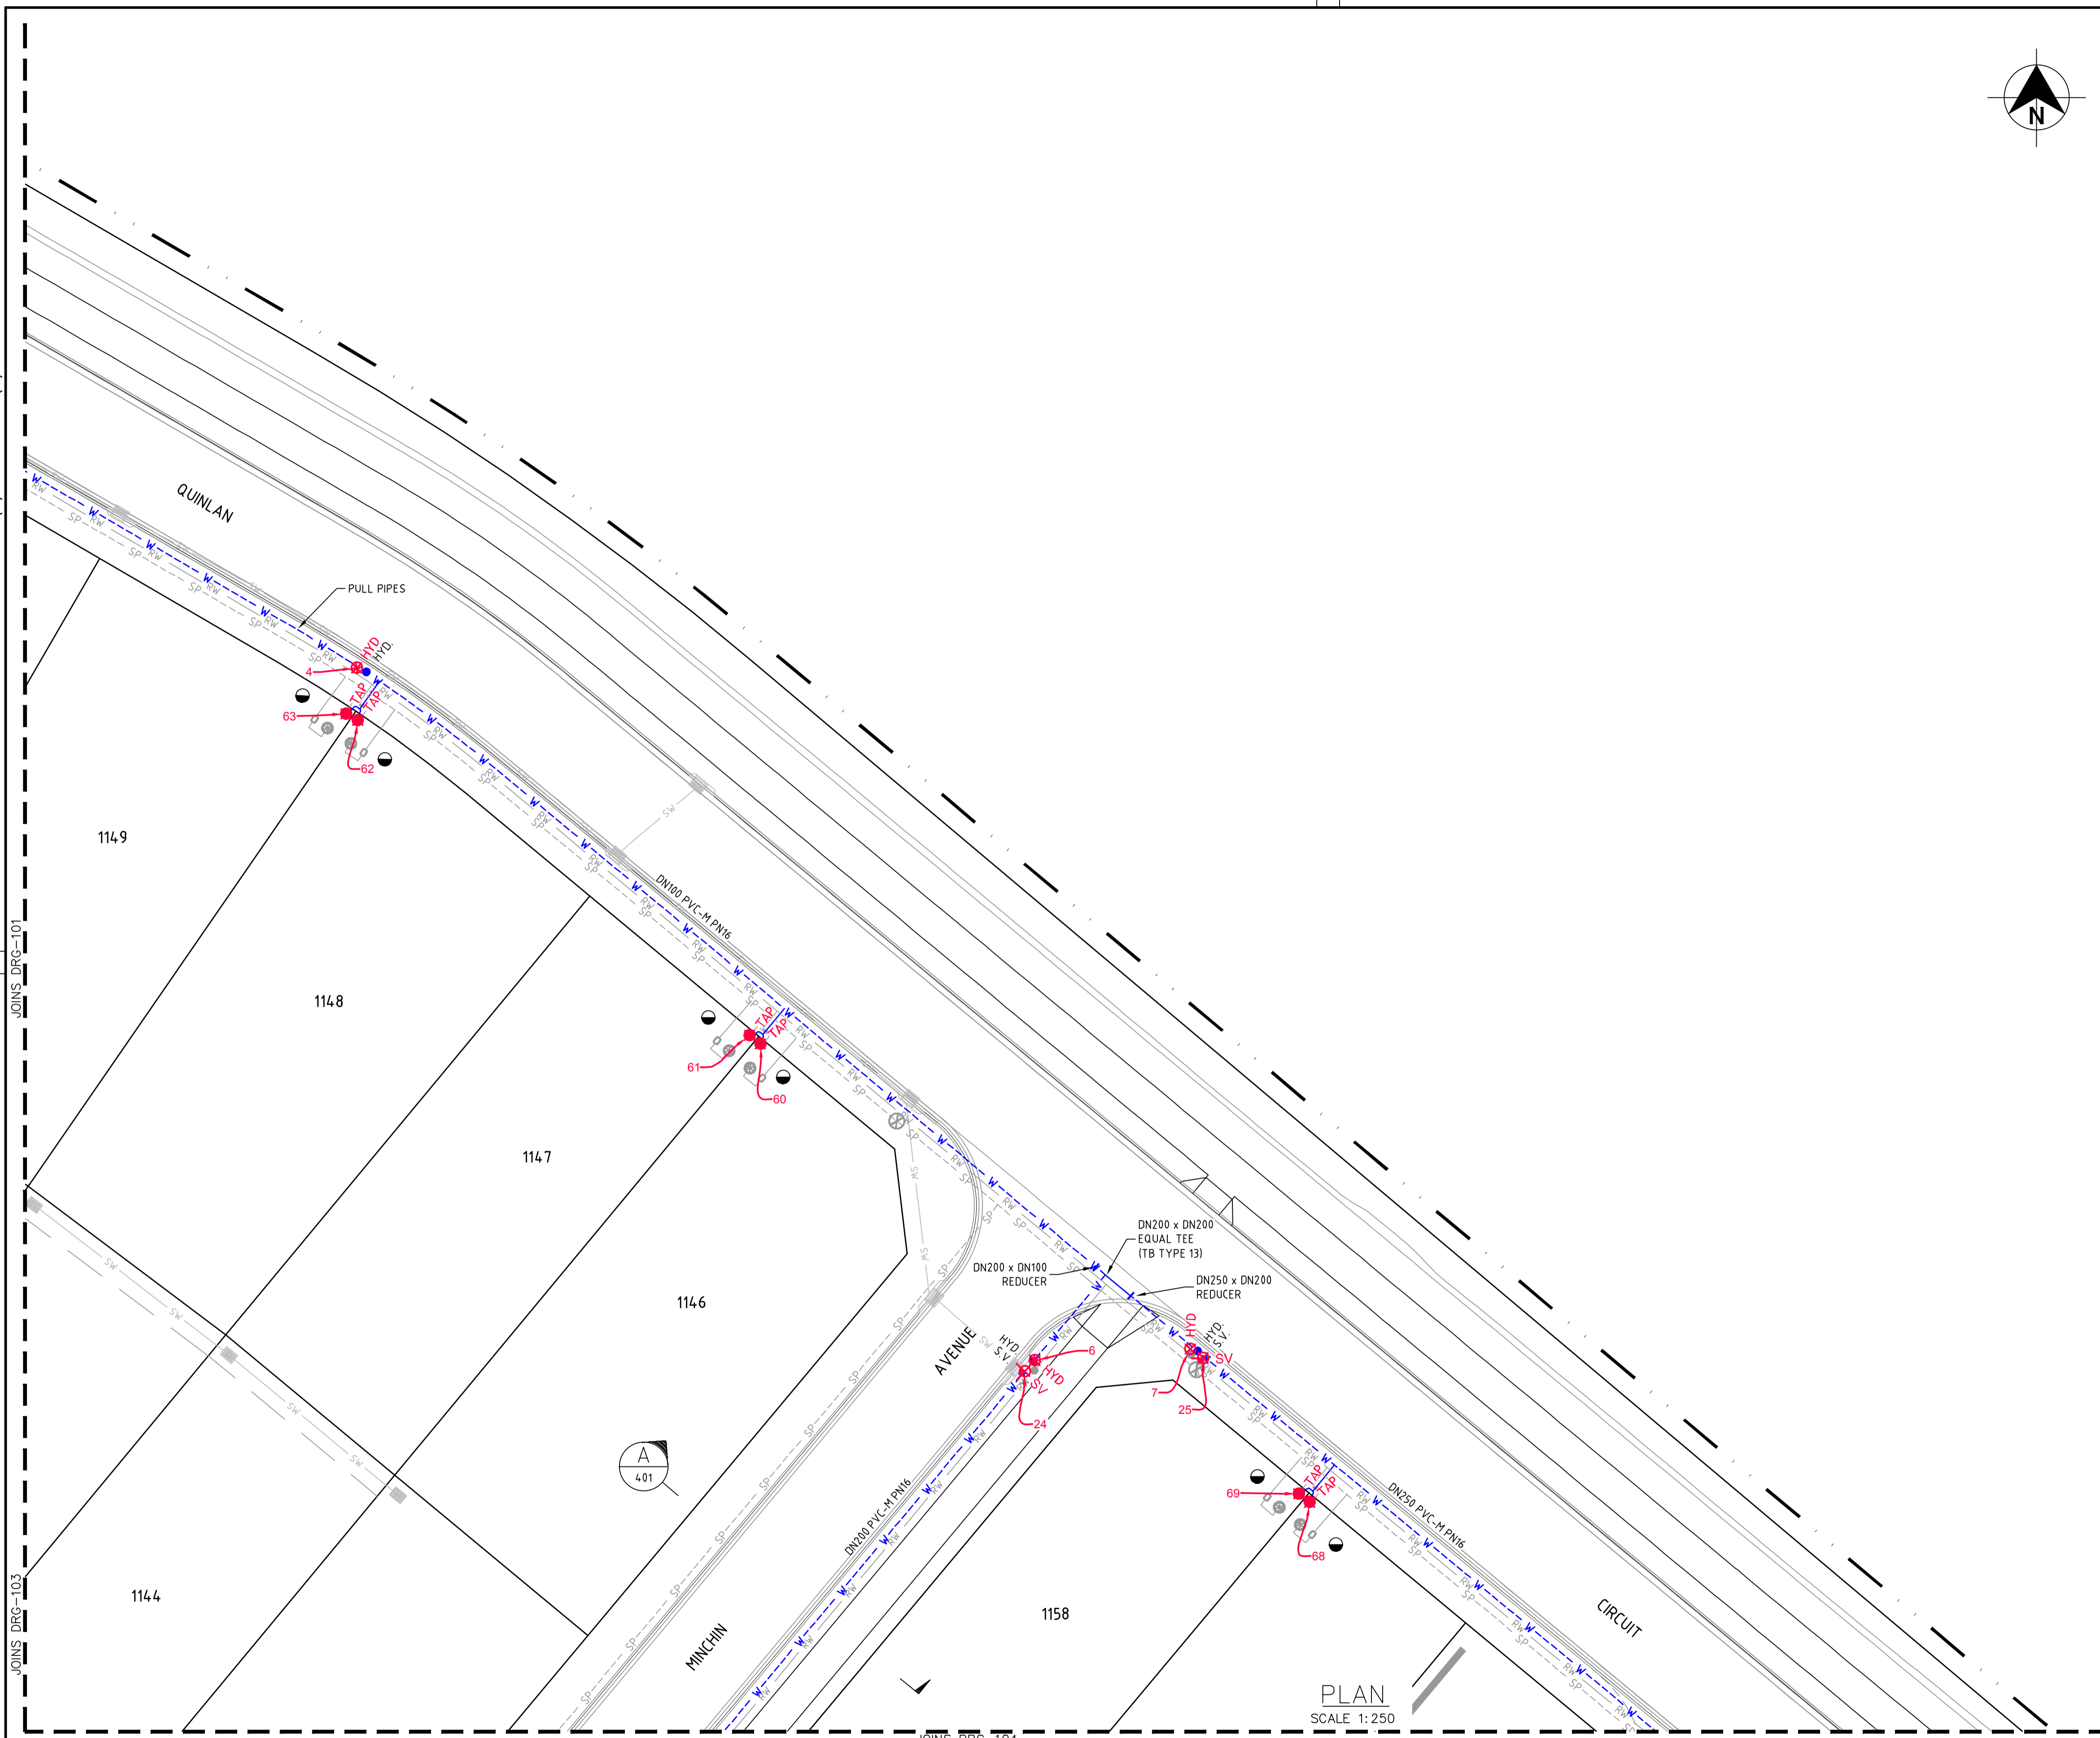 N
QUINLAN
PULL PIPES
HYD
HYD.
4
TAP
TAP
63
62
1149
DN100 PVC-M PN16
JOINS DRG-101
1148
TAP
TAP
61
60
1147
DN200 x DN200
EQUAL TEE
(TB TYPE 13)
DN200 x DN100
REDUCER
DN250 x DN200
REDUCER
1146
AVENUE
HYD.
S.V.
6
HYD
SV
24
HYD
HYD.
S.V.
SV
7
25
A
401
TAP
TAP
69
68
DN200 PVC-M PN16
DN250 PVC-M PN16
JOINS DRG-103
1144
1158
CIRCUIT
MINCHIN
PLAN
SCALE 1:250
W
RW
SP
SW